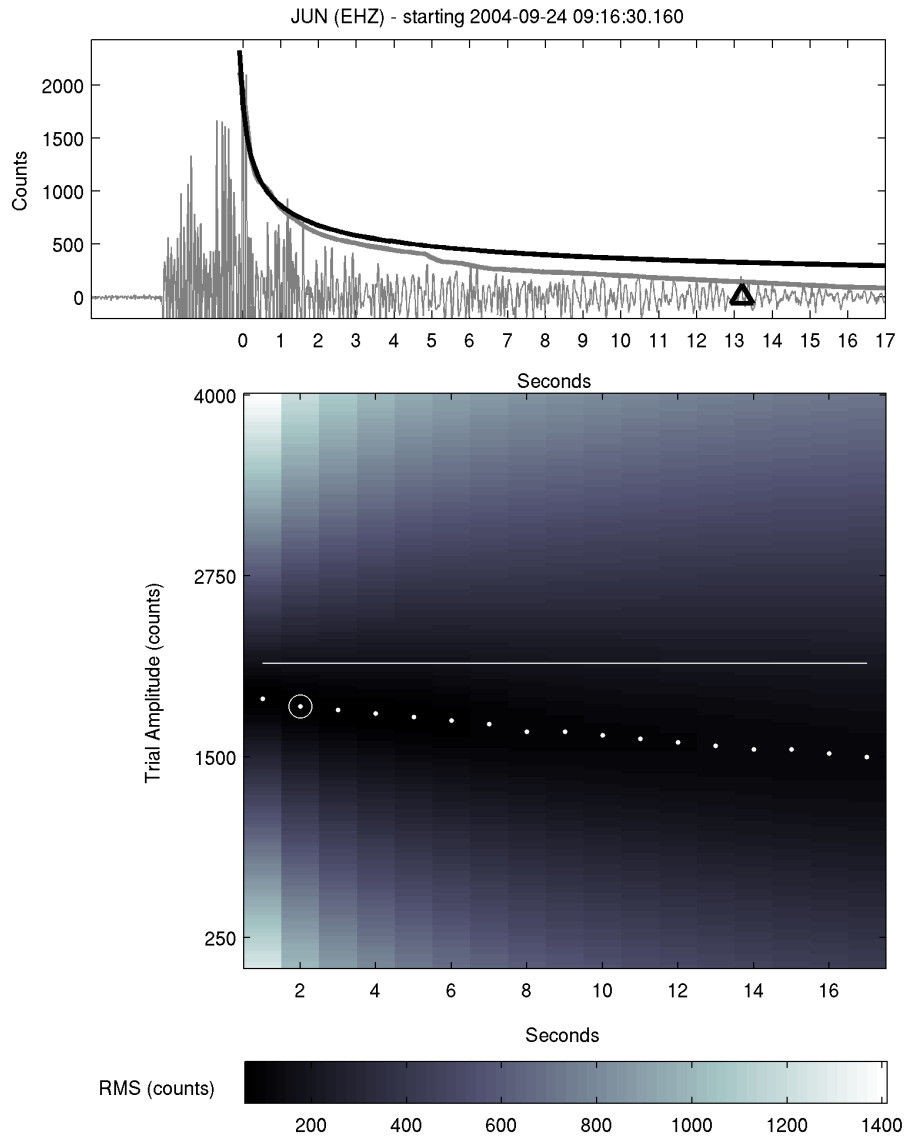 JUN (EHZ) - starting 2004-09-24 09:16:30.160
Counts
2000
1500
1000
500
0
0 1 2 3 4 5 6 7 8 9 10 11 12 13 14 15 16 17
Seconds
Trial Amplitude (counts)
4000
2750
1500
250
2 4 6 8 10 12 14 16
Seconds
RMS (counts)
200 400 600 800 1000 1200 1400